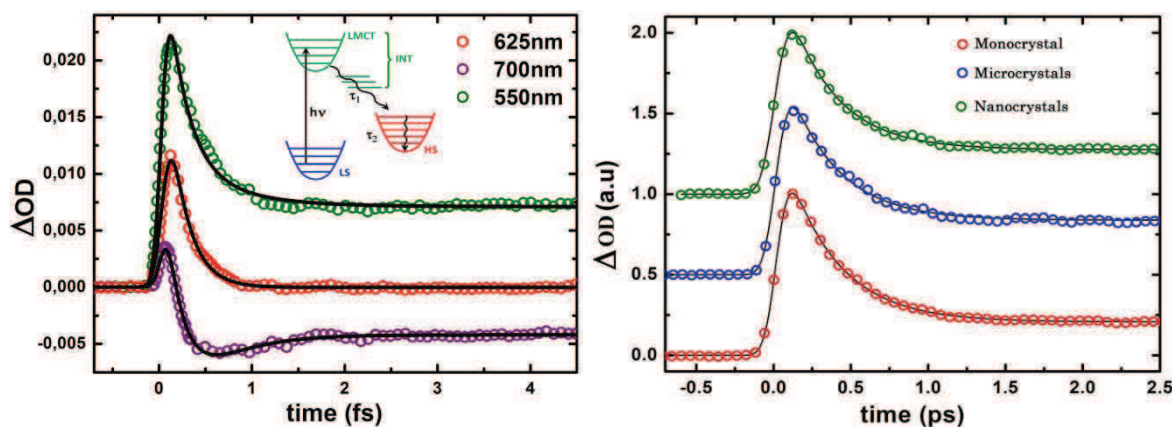 0,020
0,015
0,010
0,005
0,000
-0,005
ΔOD
0
1
2
3
4
time (fs)
LMCT
INT
τ1
hν
τ2
HS
LS
625nm
700nm
550nm
2.0
1.5
1.0
0.5
0.0
ΔOD (a.u)
-0.5
0.0
0.5
1.0
1.5
2.0
2.5
time (ps)
Monocrystal
Microcrystals
Nanocrystals